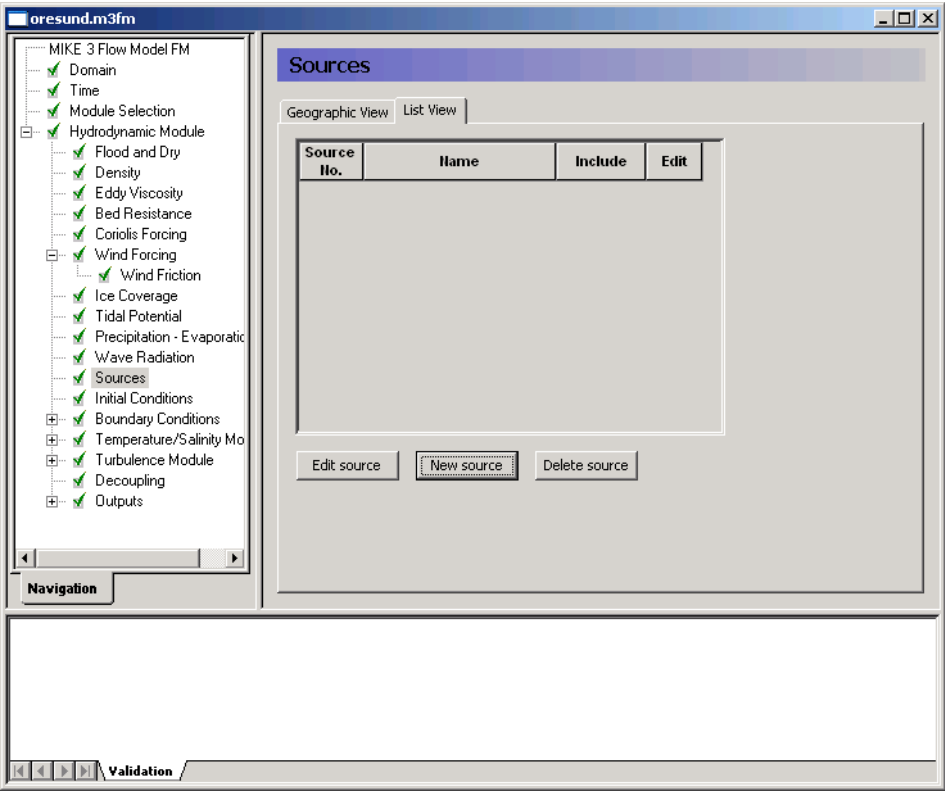 oresund.m3fm
MIKE 3 Flow Model FM
Domain
Time
Module Selection
Hydrodynamic Module
Flood and Dry
Density
Eddy Viscosity
Bed Resistance
Coriolis Forcing
Wind Forcing
Wind Friction
Ice Coverage
Tidal Potential
Precipitation - Evaporatic
Wave Radiation
Sources
Initial Conditions
Boundary Conditions
Temperature/Salinity Mo
Turbulence Module
Decoupling
Outputs
Navigation
Sources
Geographic View List View
Source No. Name Include Edit
Edit source New source Delete source
Validation